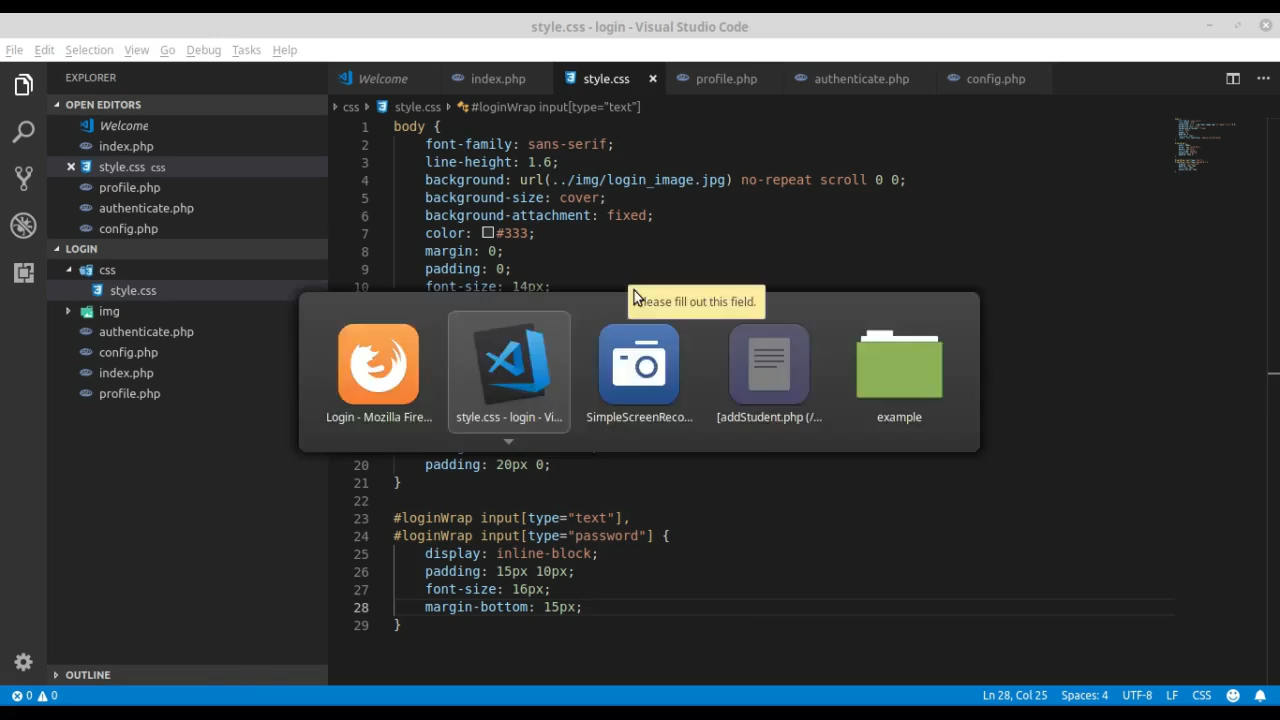 style.css - login - Visual Studio Code
File Edit Selection View Go Debug Tasks Help
EXPLORER
OPEN EDITORS
Welcome
index.php
style.css css
profile.php
authenticate.php
config.php
LOGIN
css
style.css
img
authenticate.php
config.php
index.php
profile.php
OUTLINE
Welcome index.php style.css profile.php authenticate.php config.php
css style.css #loginWrap input[type="text"]
1 body {
2 font-family: sans-serif;
3 line-height: 1.6;
4 background: url(../img/login_image.jpg) no-repeat scroll 0 0;
5 background-size: cover;
6 background-attachment: fixed;
7 color: #333;
8 margin: 0;
9 padding: 0;
10 font-size: 14px;
lease fill out this field.
Login - Mozilla Fire... style.css - login - Vi... SimpleScreenReco... [addStudent.php (/... example
20 padding: 20px 0;
21 }
22
23 #loginWrap input[type="text"],
24 #loginWrap input[type="password"] {
25 display: inline-block;
26 padding: 15px 10px;
27 font-size: 16px;
28 margin-bottom: 15px;
29 }
0 0 Ln 28, Col 25 Spaces: 4 UTF-8 LF CSS